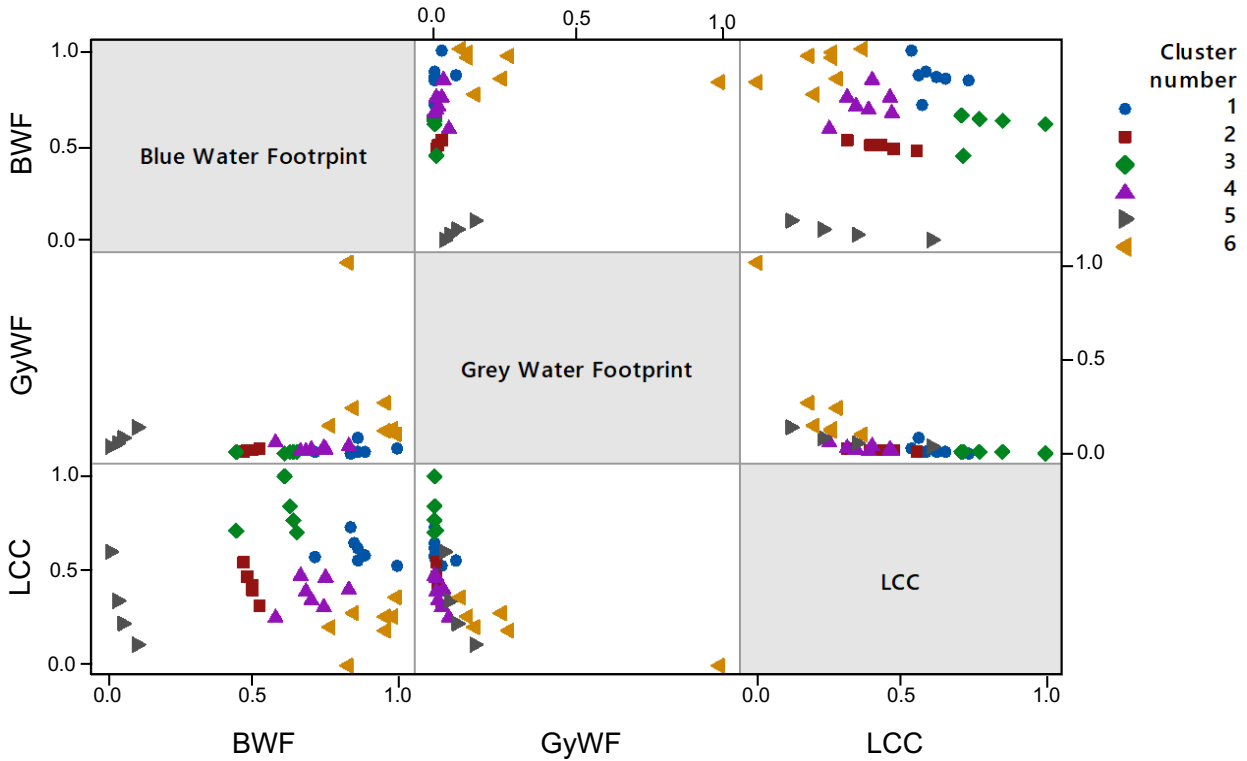 0.0 0.5 1.0
Cluster
number
1
2
3
4
5
6
BWF
1.0
0.5
0.0
Blue Water Footrpint
GyWF
Grey Water Footprint
1.0
0.5
0.0
LCC
1.0
0.5
0.0
LCC
0.0 0.5 1.0 0.0 0.5 1.0
BWF GyWF LCC